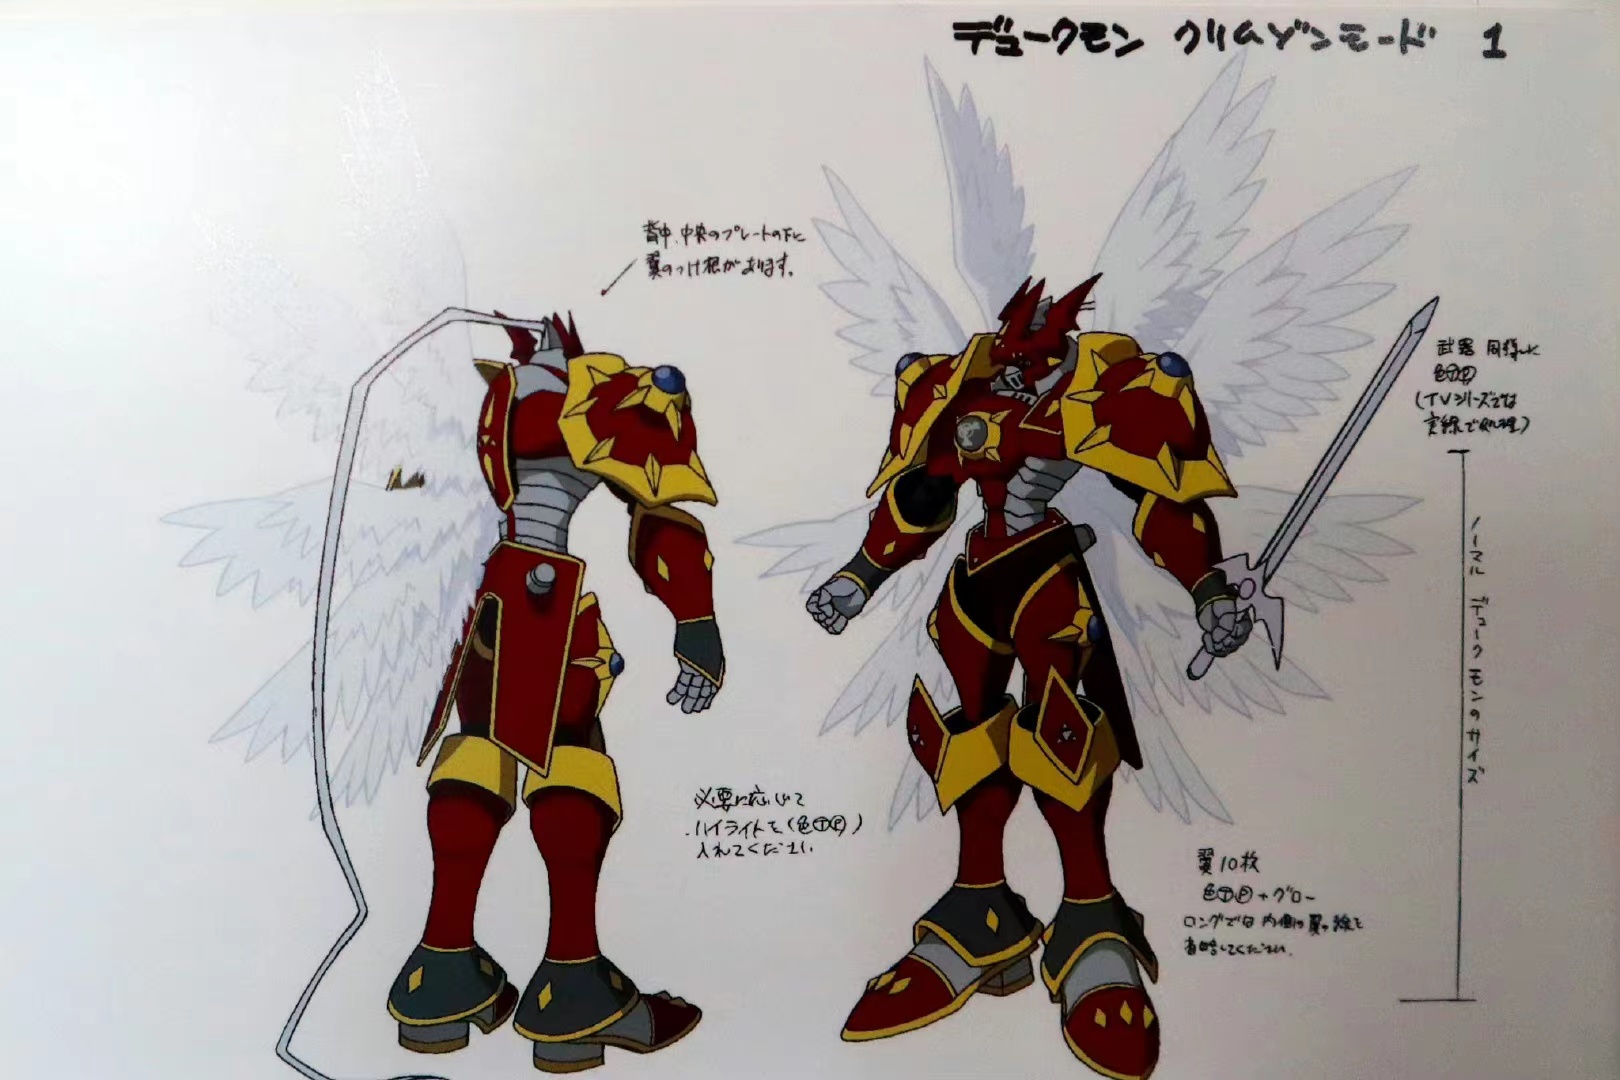 デュークモン クリムゾンモード 1
背中、中央のプレートの下に
翼のつけ根があります。
武器 同様に
色TP
(TVシリーズでは
実線で処理)
ノーマル デュークモンのサイズ
必要に応じて
ハイライトを(色TP)
入れてください
翼10枚
色TP+グロー
ロングでは内側の翼の線を
省略してください。